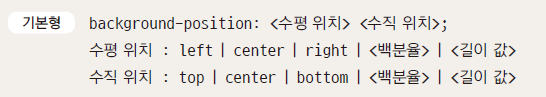 기본형 background-position: <수평 위치> <수직 위치>;
수평 위치 : left | center | right | <백분율> | <길이 값>
수직 위치 : top | center | bottom | <백분율> | <길이 값>